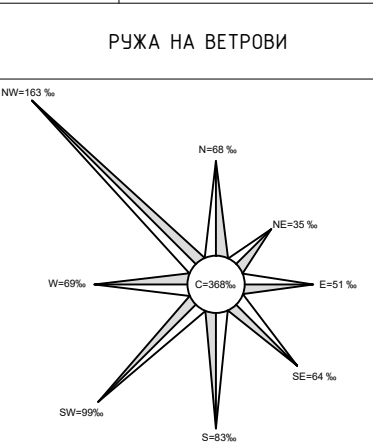 РУЖА НА ВЕТРОВИ
NW=163 ‰
N=68 ‰
NE=35 ‰
W=69‰
C=368‰
E=51 ‰
SE=64 ‰
SW=99‰
S=83‰